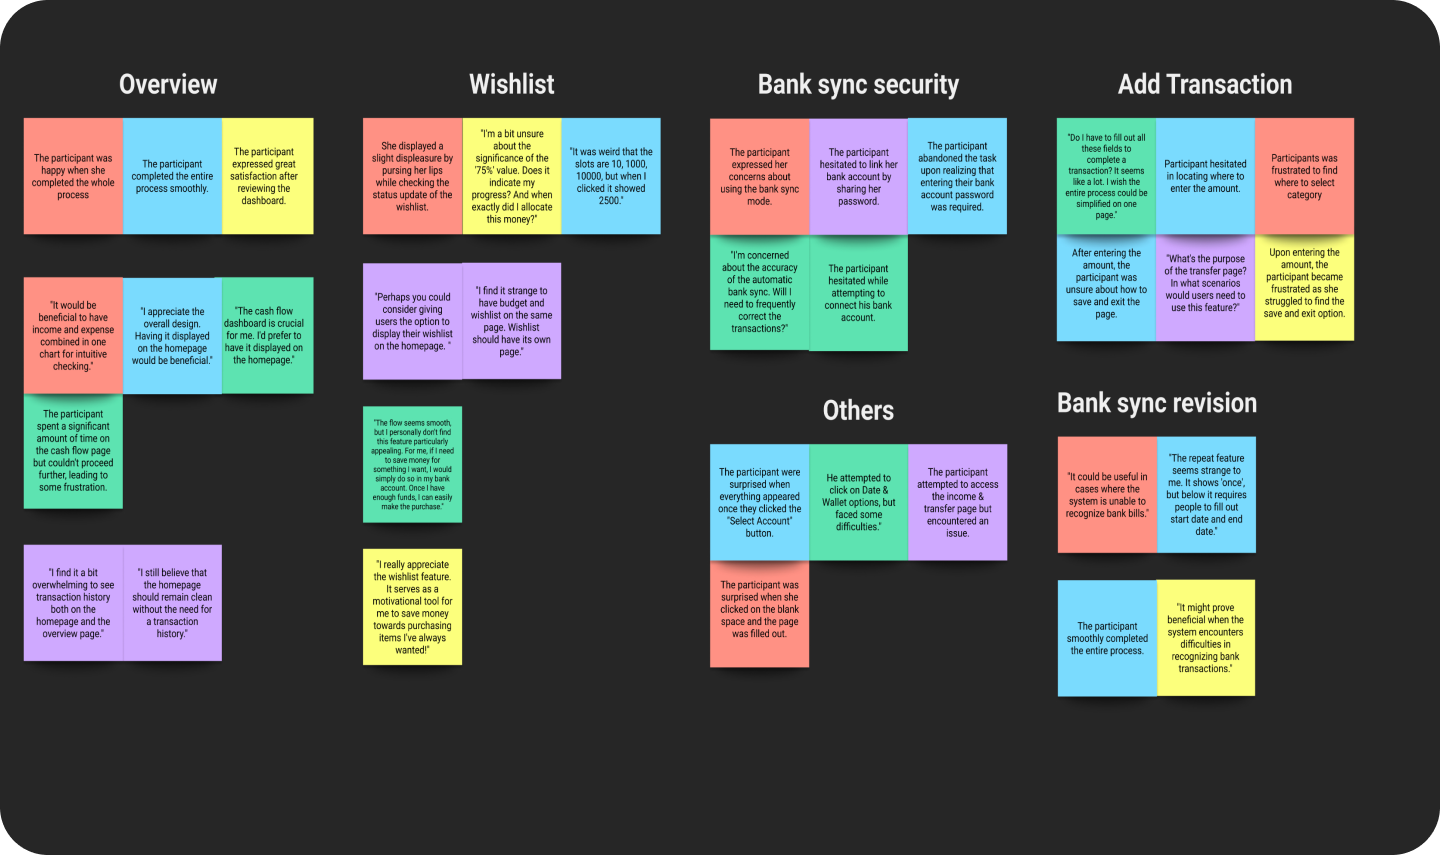 Overview
The participant was
happy when she
completed the whole
process
The participant
completed the entire
process smoothly.
The participant
expressed great
satisfaction after
reviewing the
dashboard.
"It would be
beneficial to have
income and expense
combined in one
chart for intuitive
checking."
"I appreciate the
overall design.
Having it displayed
on the homepage
would be beneficial."
"The cash flow
dashboard is crucial
for me. I'd prefer to
have it displayed on
the homepage."
The participant
spent a significant
amount of time on
the cash flow page
but couldn't proceed
further, leading to
some frustration.
"I find it a bit
overwhelming to see
transaction history
both on the
homepage and the
overview page."
"I still believe that
the homepage
should remain clean
without the need for
a transaction
history."
Wishlist
She displayed a
slight displeasure by
pursing her lips
while checking the
status update of the
wishlist.
"I'm a bit unsure
about the
significance of the
'75%' value. Does it
indicate my
progress? And when
exactly did I allocate
this money?"
"It was weird that the
slots are 10, 1000,
10000, but when I
clicked it showed
2500."
"Perhaps you could
consider giving
users the option to
display their wishlist
on the homepage. "
"I find it strange to
have budget and
wishlist on the same
page. Wishlist
should have its own
page."
"The flow seems smooth,
but I personally don't find
this feature particularly
appealing. For me, if I need
to save money for
something I want, I would
simply do so in my bank
account. Once I have
enough funds, I can easily
make the purchase."
"I really appreciate
the wishlist feature.
It serves as a
motivational tool for
me to save money
towards purchasing
items I've always
wanted!"
Bank sync security
The participant
expressed her
concerns about
using the bank sync
mode.
The participant
hesitated to link her
bank account by
sharing her
password.
The participant
abandoned the task
upon realizing that
entering their bank
account password
was required.
"I'm concerned
about the accuracy
of the automatic
bank sync. Will I
need to frequently
correct the
transactions?"
The participant
hesitated while
attempting to
connect his bank
account.
Others
The participant were
surprised when
everything appeared
once they clicked the
"Select Account"
button.
He attempted to
click on Date &
Wallet options, but
faced some
difficulties."
The participant
attempted to access
the income &
transfer page but
encountered an
issue.
The participant was
surprised when she
clicked on the blank
space and the page
was filled out.
Add Transaction
"Do I have to fill out all
these fields to
complete a
transaction? It seems
like a lot. I wish the
entire process could be
simplified on one
page."
Participant hesitated
in locating where to
enter the amount.
Participants was
frustrated to find
where to select
category
After entering the
amount, the
participant was
unsure about how to
save and exit the
page.
"What's the purpose
of the transfer page?
In what scenarios
would users need to
use this feature?"
Upon entering the
amount, the
participant became
frustrated as she
struggled to find the
save and exit option.
Bank sync revision
"It could be useful in
cases where the
system is unable to
recognize bank bills."
"The repeat feature
seems strange to
me. It shows 'once',
but below it requires
people to fill out
start date and end
date."
The participant
smoothly completed
the entire process.
"It might prove
beneficial when the
system encounters
difficulties in
recognizing bank
transactions."